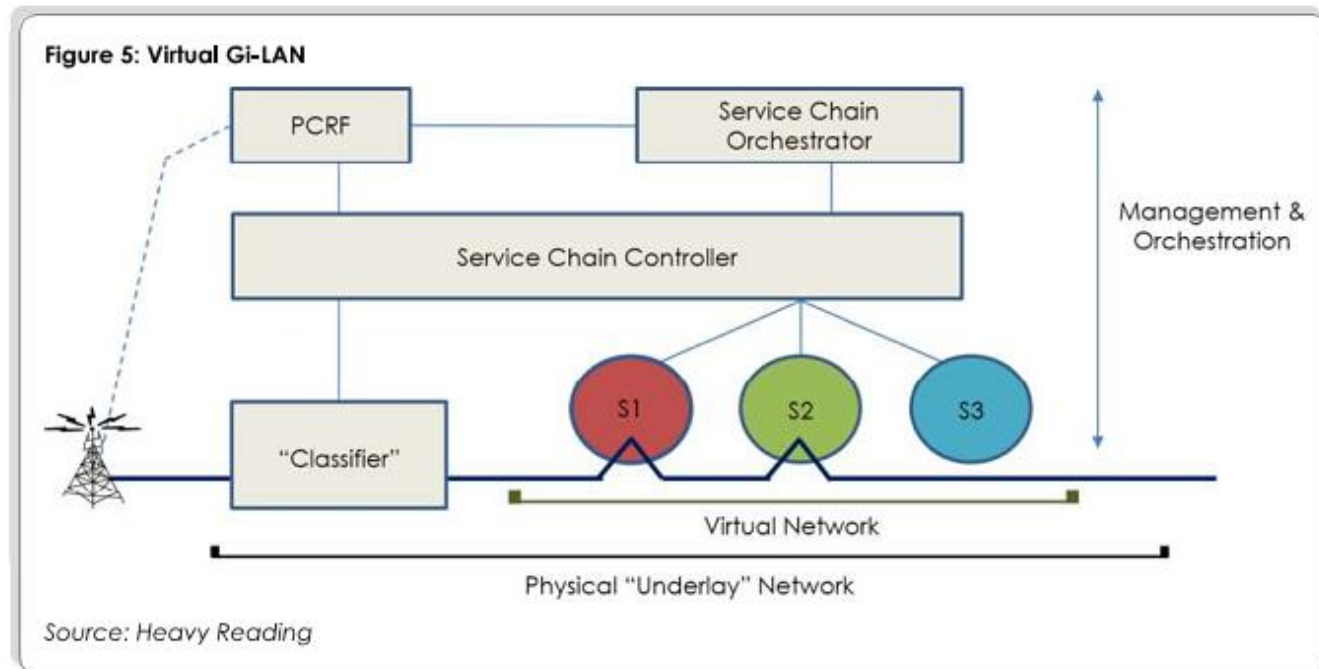 Figure 5: Virtual Gi-LAN
PCRF
Service Chain
Orchestrator
Management &
Orchestration
Service Chain Controller
S1
S2
S3
“Classifier”
Virtual Network
Physical “Underlay” Network
Source: Heavy Reading